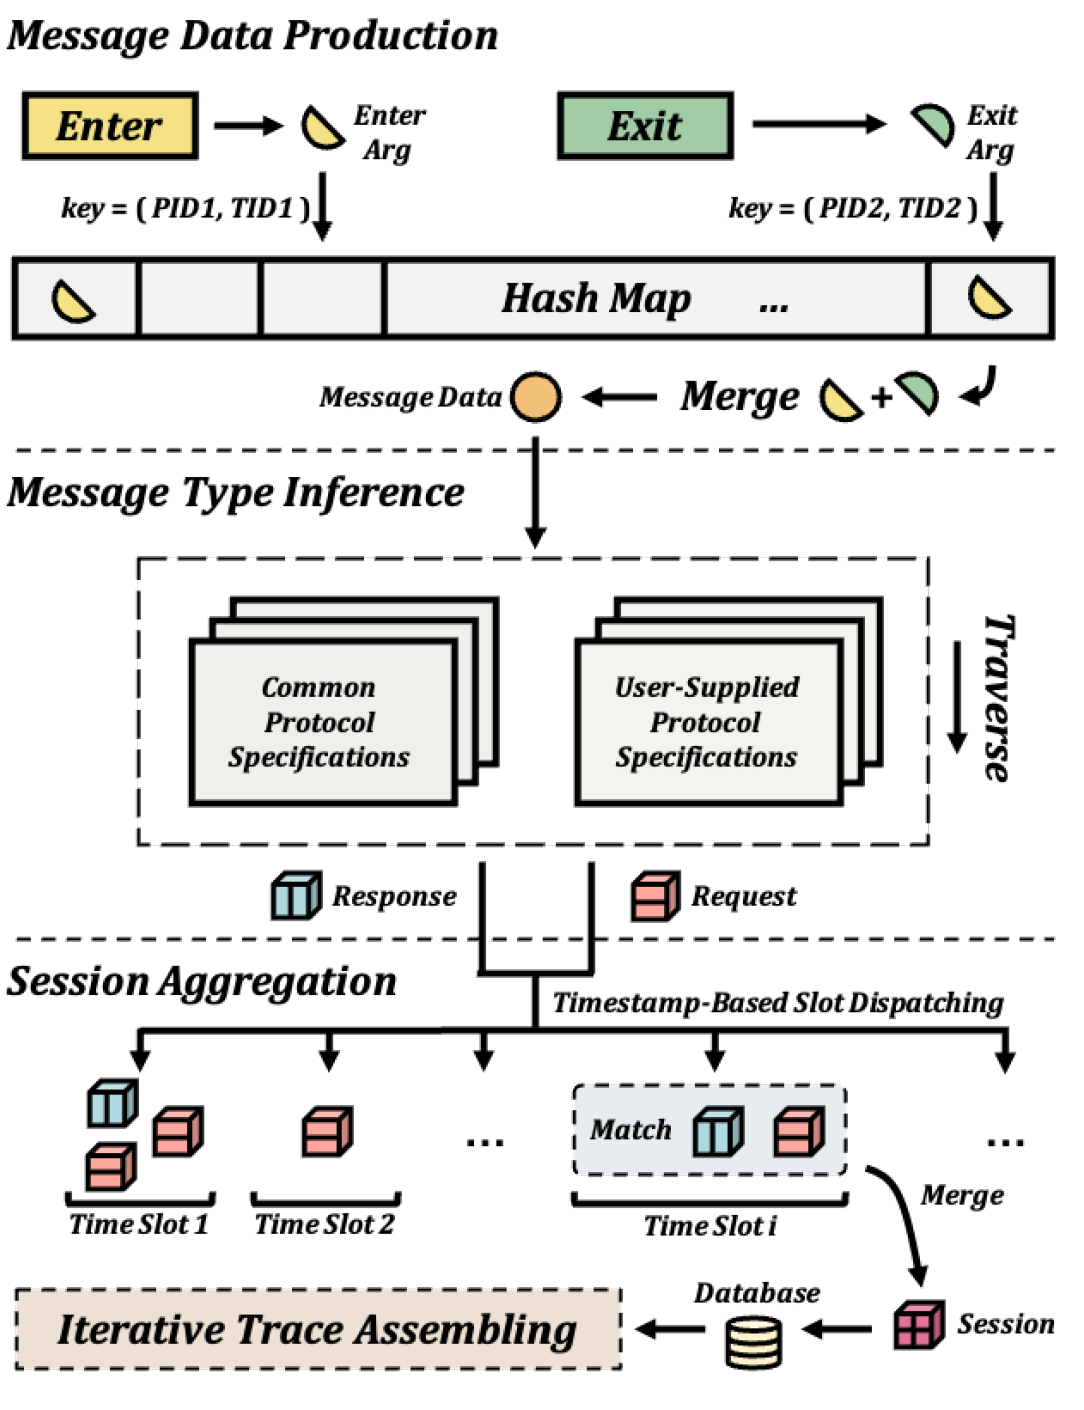 Message Data Production
Enter
Enter
Arg
Exit
Exit
Arg
key = ( PID1, TID1 )
key = ( PID2, TID2 )
Hash Map ...
Message Data
Merge
+
Message Type Inference
Common
Protocol
Specifications
User-Supplied
Protocol
Specifications
Traverse
Response
Request
Session Aggregation
Timestamp-Based Slot Dispatching
...
Match
...
Time Slot 1
Time Slot 2
Time Slot i
Merge
Database
Iterative Trace Assembling
Session